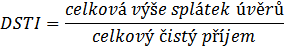 DSTI = celková výše splátek úvěrů
celkový čistý příjem